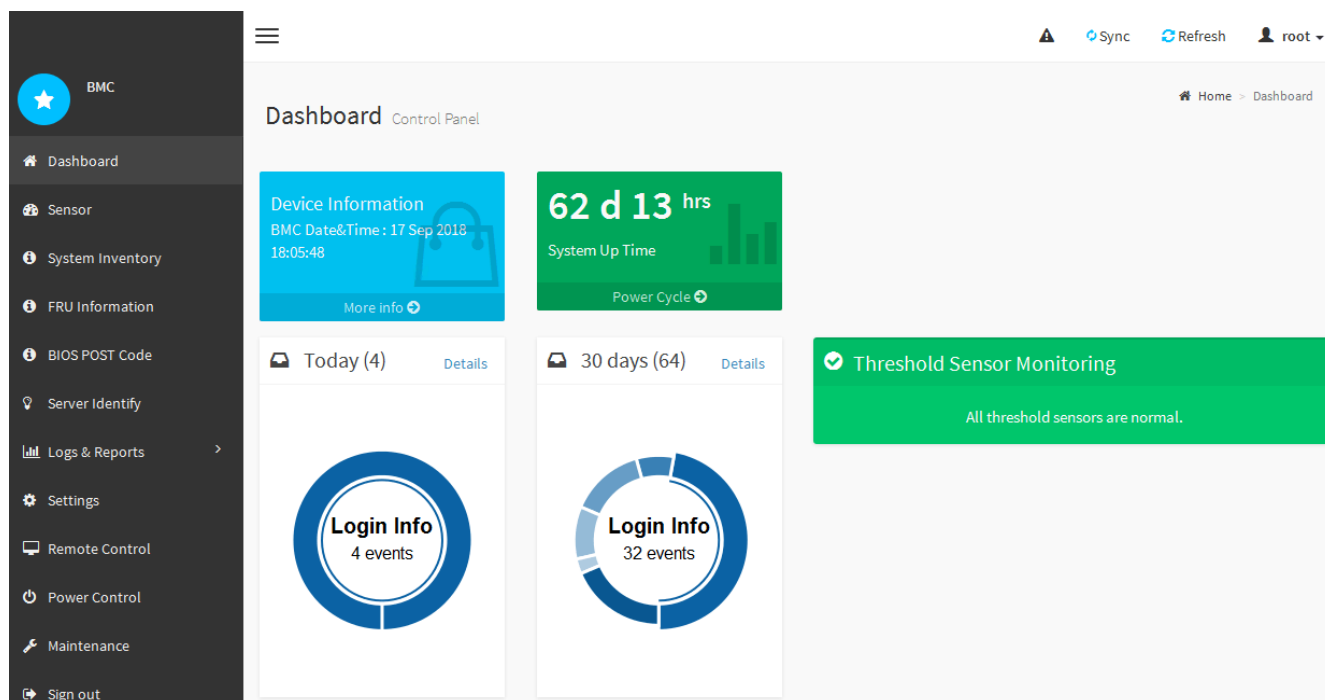 Sync
Refresh
root
BMC
Home > Dashboard
Dashboard Control Panel
Dashboard
Sensor
System Inventory
FRU Information
BIOS POST Code
Server Identify
Logs & Reports >
Settings
Remote Control
Power Control
Maintenance
Sign out
Device Information
BMC Date&Time : 17 Sep 2018
18:05:48
More info
62 d 13 hrs
System Up Time
Power Cycle
Today (4) Details
Login Info
4 events
30 days (64) Details
Login Info
32 events
Threshold Sensor Monitoring
All threshold sensors are normal.